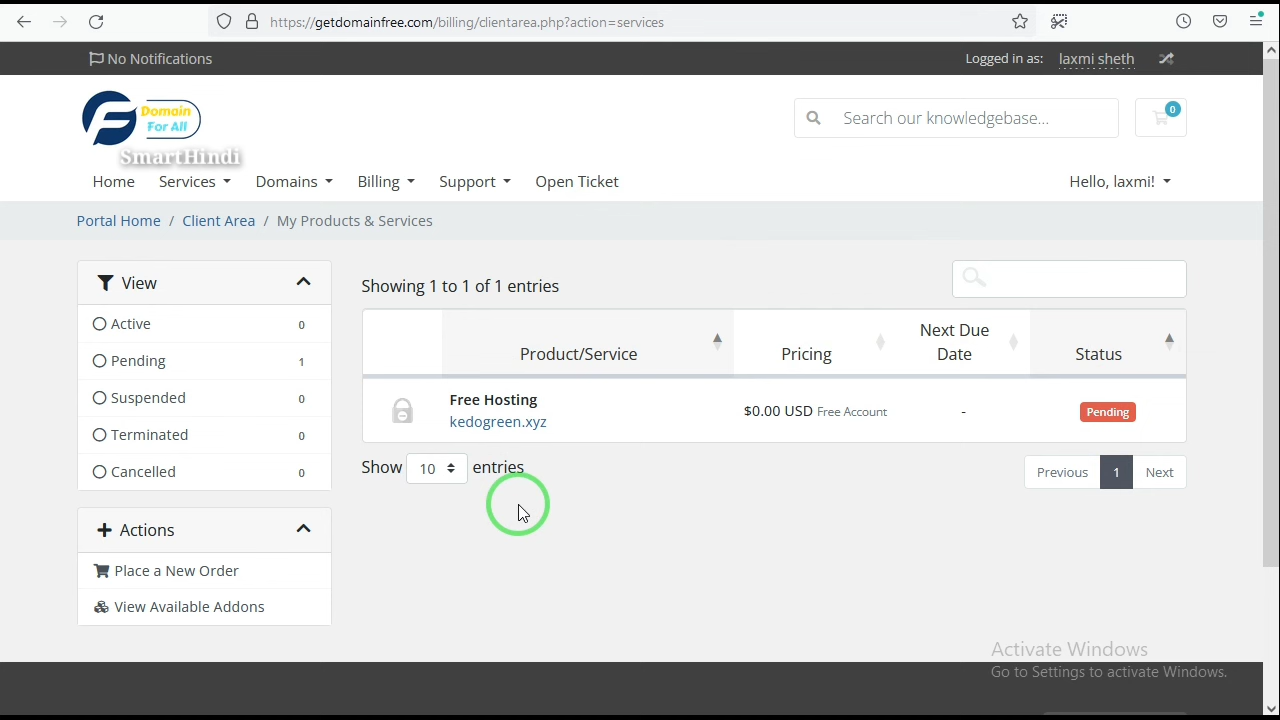 https://getdomainfree.com/billing/clientarea.php?action=services
No Notifications
Logged in as: laxmi sheth
Domain
For All
SmartHindi
Search our knowledgebase...
0
Home Services Domains Billing Support Open Ticket
Hello, laxmi!
Portal Home / Client Area / My Products & Services
View
Active 0
Pending 1
Suspended 0
Terminated 0
Cancelled 0
Actions
Place a New Order
View Available Addons
Showing 1 to 1 of 1 entries
Product/Service
Pricing
Next Due
Date
Status
Free Hosting
kedogreen.xyz
$0.00 USD Free Account
-
Pending
Show 10 entries
Previous 1 Next
Activate Windows
Go to Settings to activate Windows.